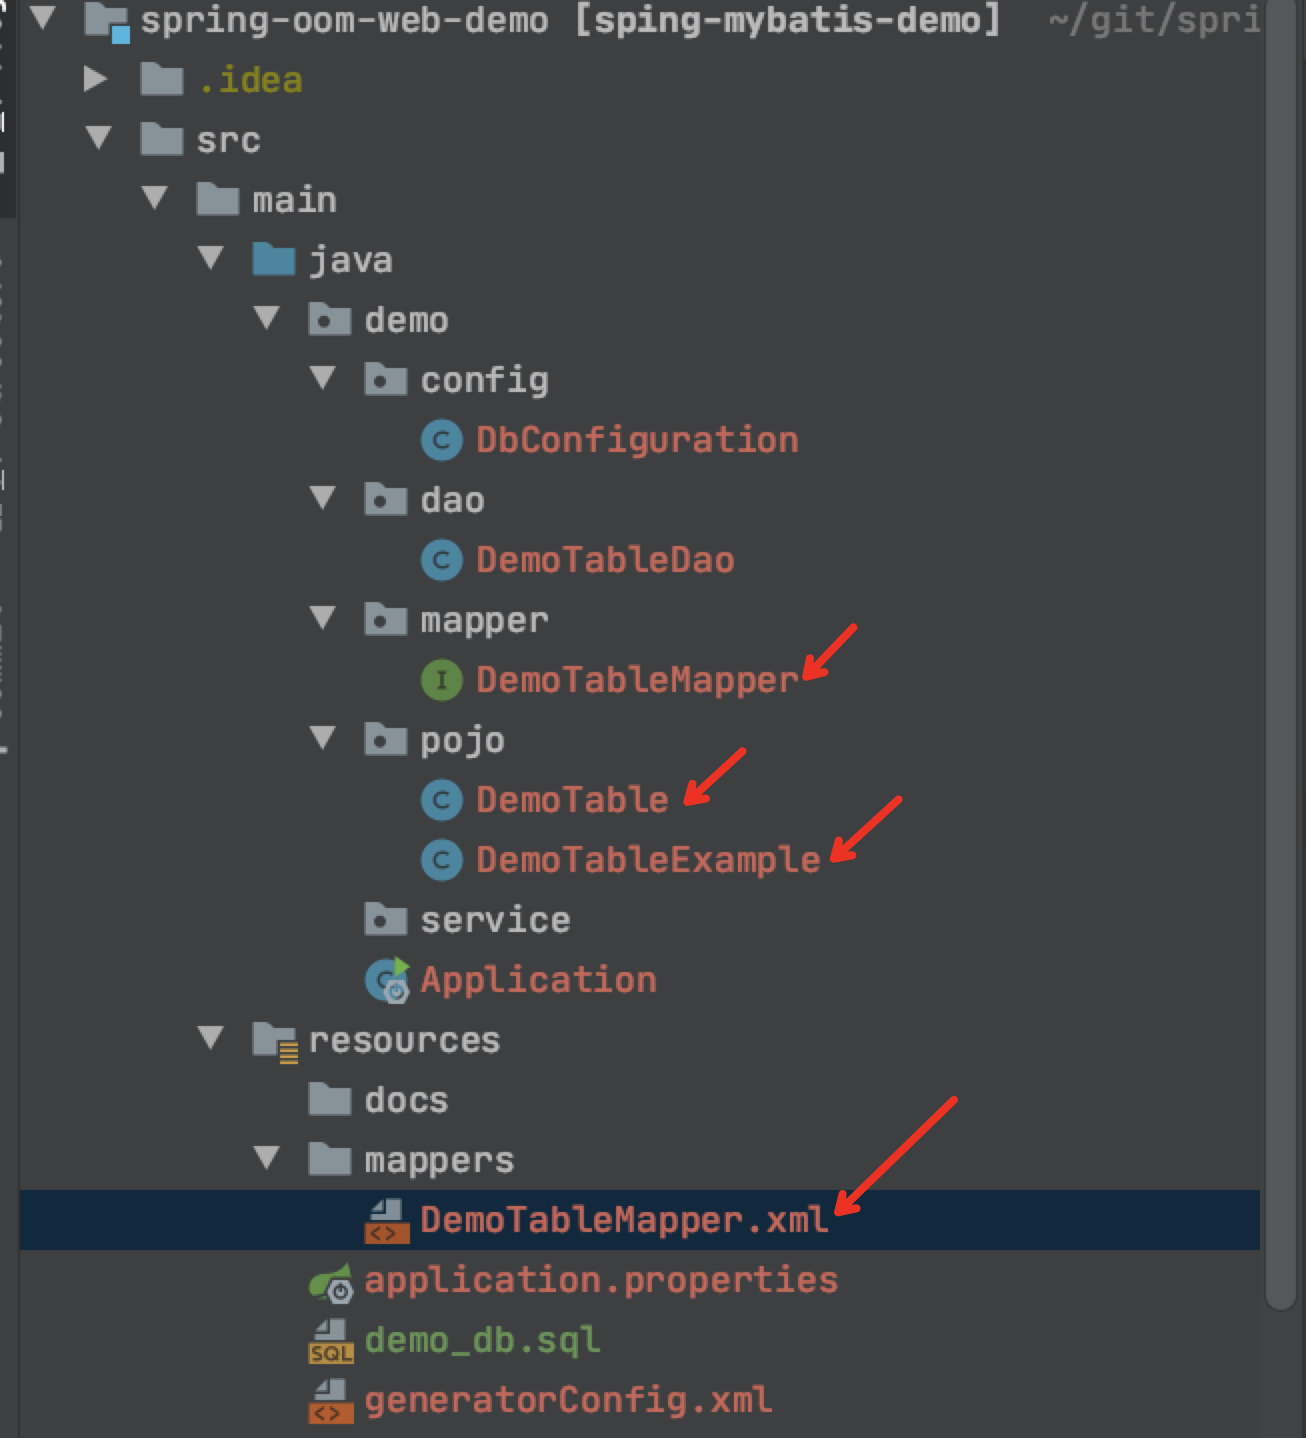 spring-oom-web-demo [sping-mybatis-demo] ~/git/spri
.idea
src
main
java
demo
config
DbConfiguration
dao
DemoTableDao
mapper
DemoTableMapper
pojo
DemoTable
DemoTableExample
service
Application
resources
docs
mappers
DemoTableMapper.xml
application.properties
SQL demo_db.sql
generatorConfig.xml